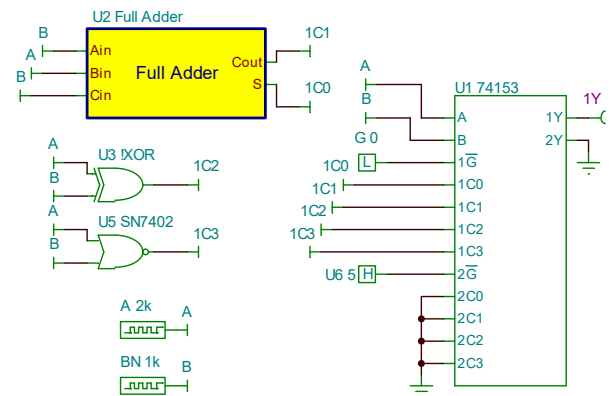 U2 Full Adder
B
A
B
Ain
Bin
Cin
Full Adder
Cout
S
1C1
1C0
A
B
U3 !XOR
1C2
A
B
U5 SN7402
1C3
A 2k
A
BN 1k
B
A
B
G 0
L
1C0
1C1
1C2
1C3
U6 5
H
U1 74153
A
B
1G̅
1C0
1C1
1C2
1C3
2G̅
2C0
2C1
2C2
2C3
1Y
2Y
1Y